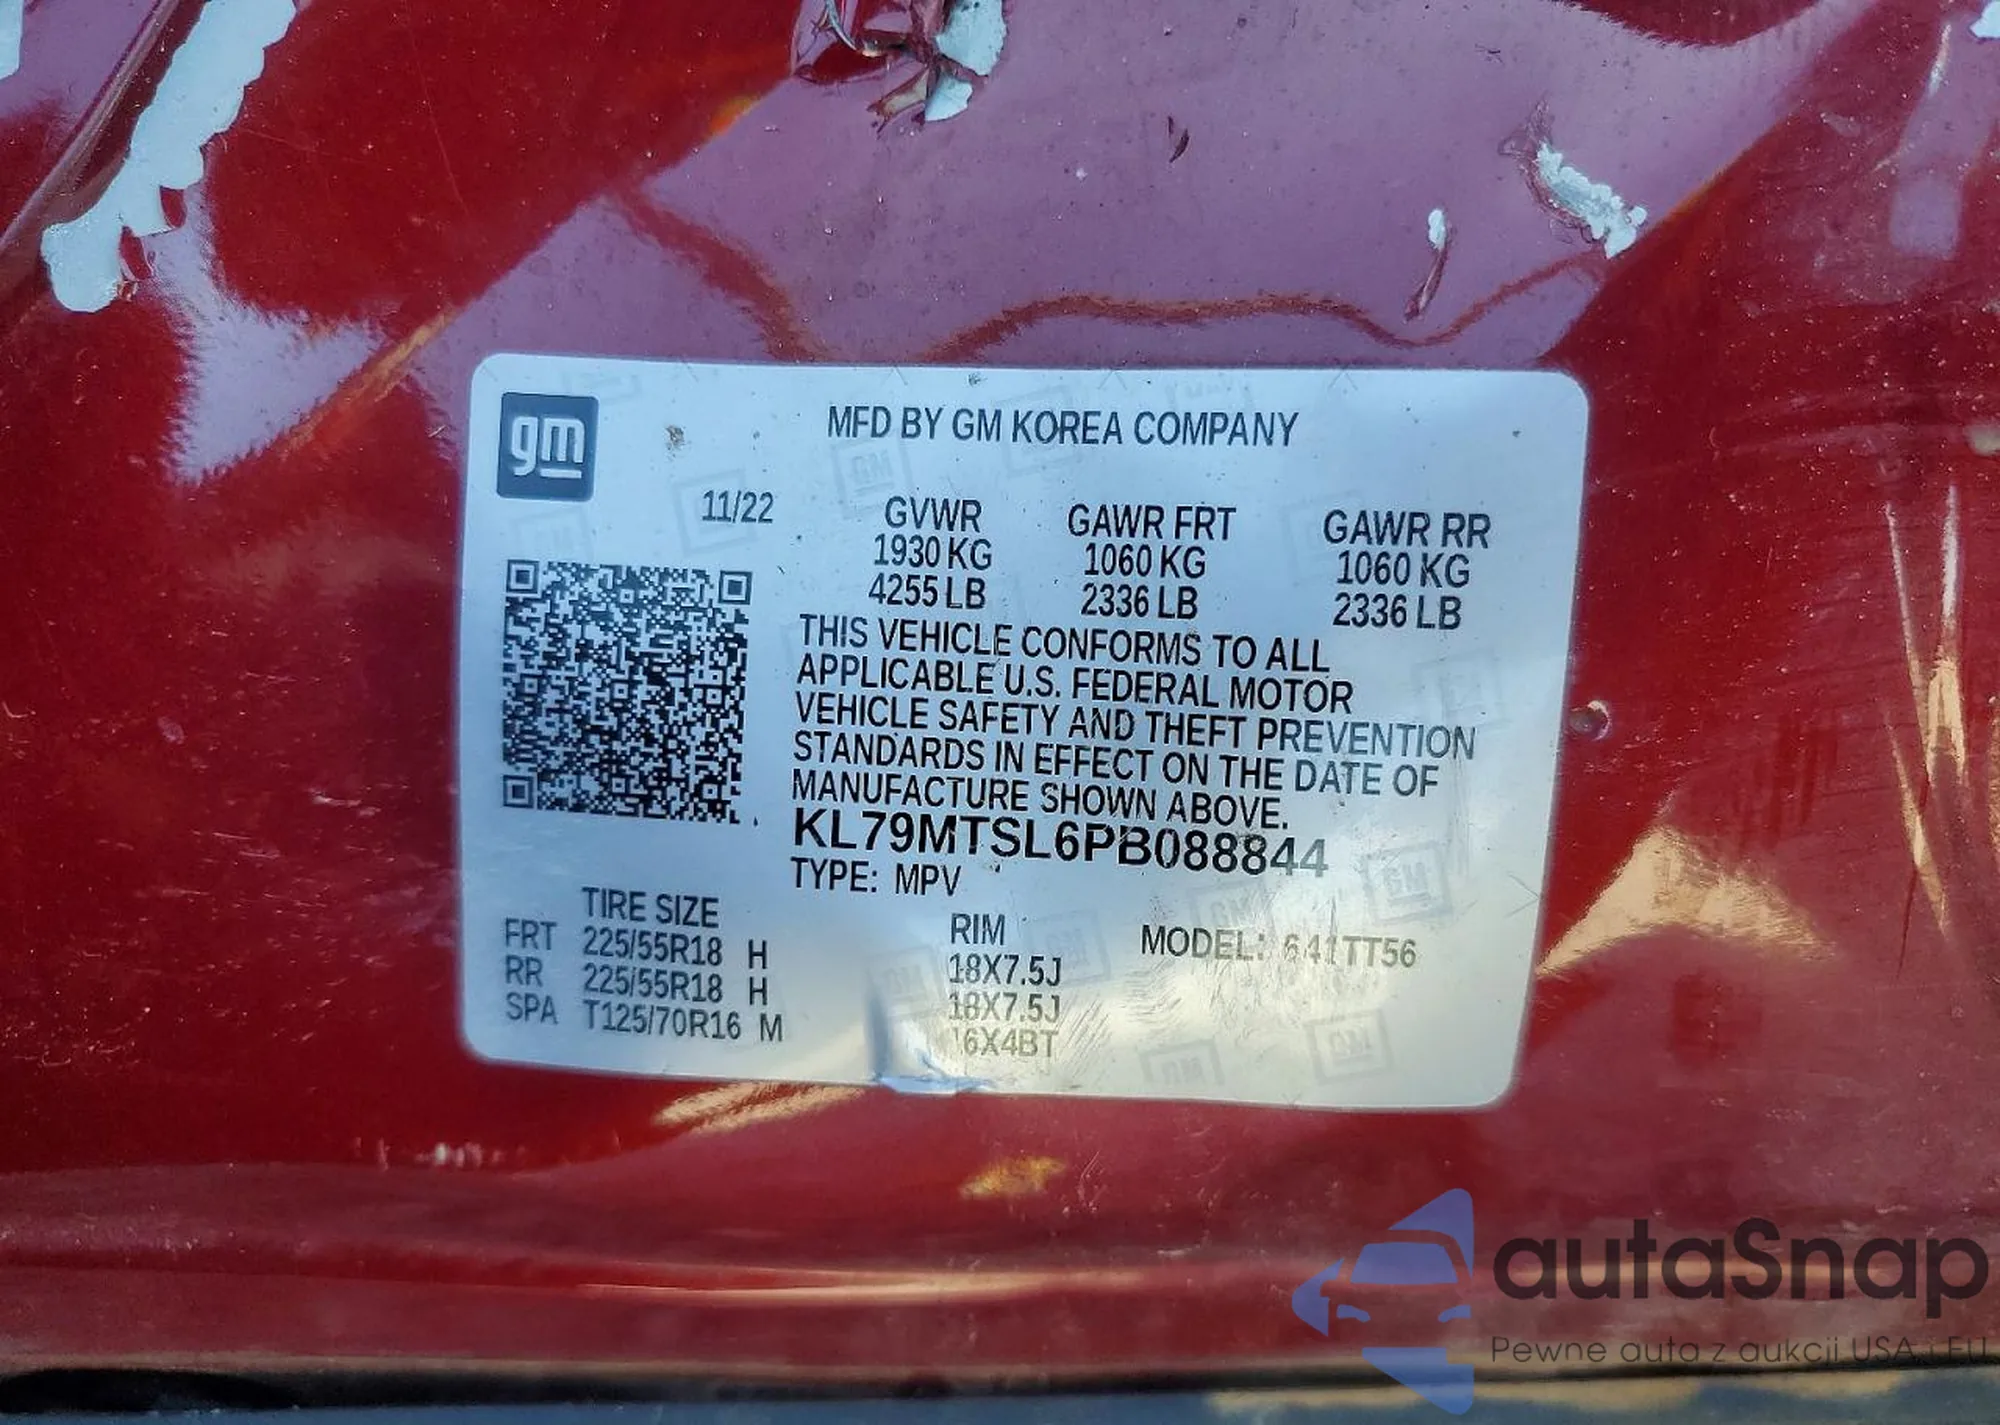 gm
MFD BY GM KOREA COMPANY
11/22
GVWR GAWR FRT GAWR RR
1930 KG 1060 KG 1060 KG
4255 LB 2336 LB 2336 LB
THIS VEHICLE CONFORMS TO ALL
APPLICABLE U.S. FEDERAL MOTOR
VEHICLE SAFETY AND THEFT PREVENTION
STANDARDS IN EFFECT ON THE DATE OF
MANUFACTURE SHOWN ABOVE.
KL79MTSL6PB088844
TYPE: MPV
TIRE SIZE RIM MODEL: 641TT56
FRT 225/55R18 H 18X7.5J
RR 225/55R18 H 18X7.5J
SPA T125/70R16 M 16X4BT
autaSnap
Pewne auta z aukcji USA i EU